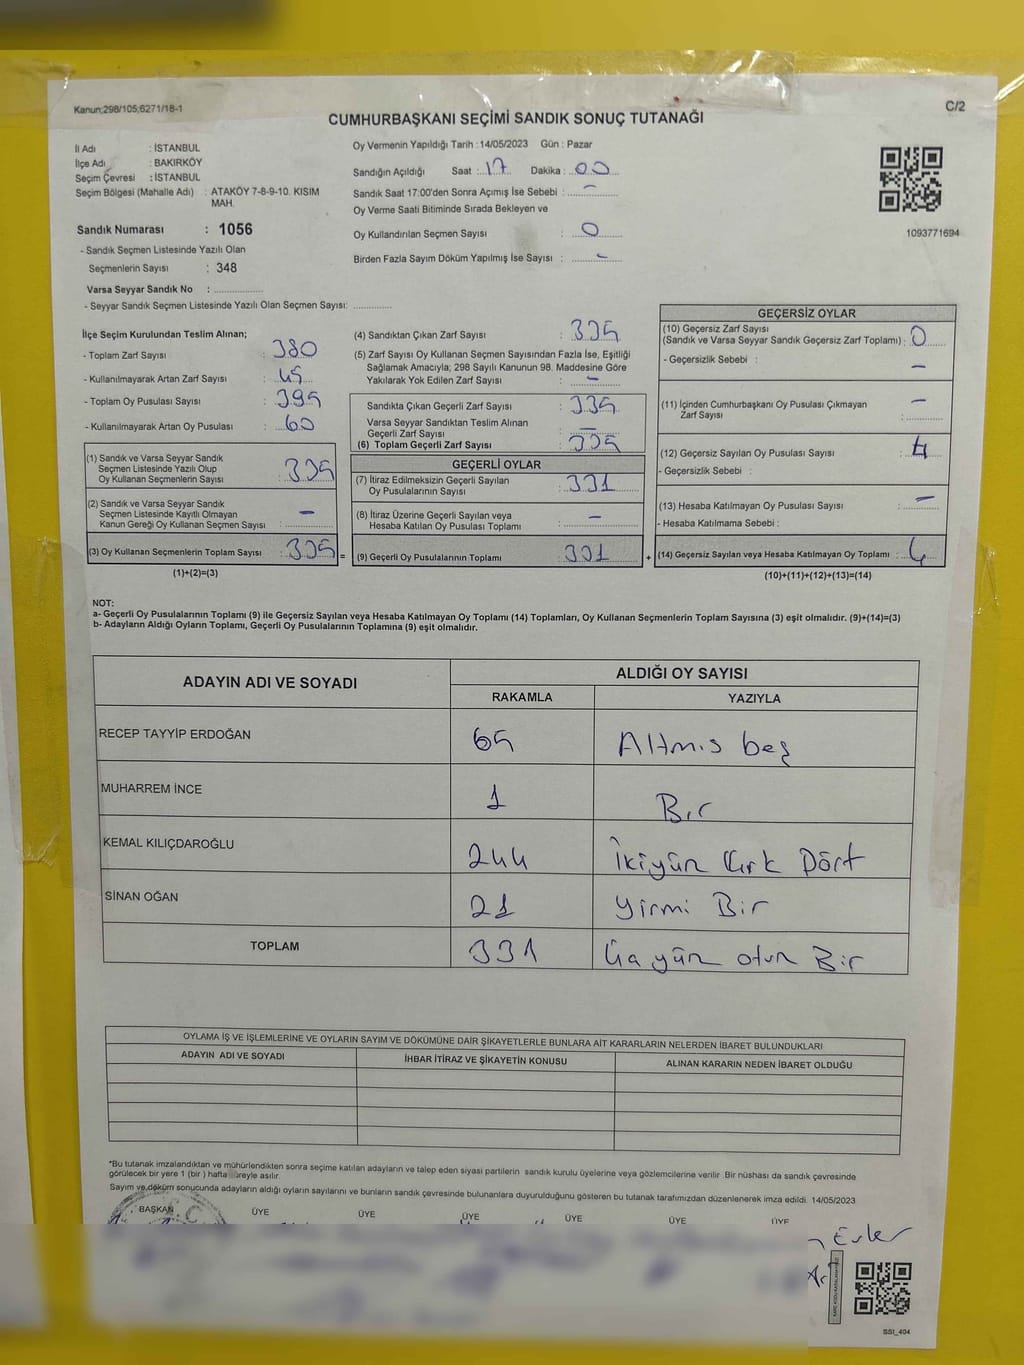 Kanun;298/105;6271/18-1
C/2
CUMHURBAŞKANI SEÇİMİ SANDIK SONUÇ TUTANAĞI
İl Adı : İSTANBUL
İlçe Adı : BAKIRKÖY
Seçim Çevresi : İSTANBUL
Seçim Bölgesi (Mahalle Adı) : ATAKÖY 7-8-9-10. KISIM
MAH.
Sandık Numarası : 1056
- Sandık Seçmen Listesinde Yazılı Olan
Seçmenlerin Sayısı : 348
Varsa Seyyar Sandık No :
- Seyyar Sandık Seçmen Listesinde Yazılı Olan Seçmen Sayısı:
Oy Vermenin Yapıldığı Tarih : 14/05/2023 Gün : Pazar
Sandığın Açıldığı Saat : 17 Dakika : 00
Sandık Saat 17:00'den Sonra Açımış İse Sebebi : -
Oy Verme Saati Bitiminde Sırada Bekleyen ve
Oy Kullandırılan Seçmen Sayısı : 0
Birden Fazla Sayım Döküm Yapılmış İse Sayısı : -
1093771694
İlçe Seçim Kurulundan Teslim Alınan;
- Toplam Zarf Sayısı : 380
- Kullanılmayarak Artan Zarf Sayısı : 45
- Toplam Oy Pusulası Sayısı : 395
- Kullanılmayarak Artan Oy Pusulası : 60
(1) Sandık ve Varsa Seyyar Sandık
Seçmen Listesinde Yazılı Olup
Oy Kullanan Seçmenlerin Sayısı : 335
(2) Sandık ve Varsa Seyyar Sandık
Seçmen Listesinde Kayıtlı Olmayan
Kanun Gereği Oy Kullanan Seçmen Sayısı : -
(3) Oy Kullanan Seçmenlerin Toplam Sayısı : 335 =
(1)+(2)=(3)
(4) Sandıktan Çıkan Zarf Sayısı : 335
(5) Zarf Sayısı Oy Kullanan Seçmen Sayısından Fazla İse, Eşitliği
Sağlamak Amacıyla; 298 Sayılı Kanunun 98. Maddesine Göre
Yakılarak Yok Edilen Zarf Sayısı : -
Sandıkta Çıkan Geçerli Zarf Sayısı : 335
Varsa Seyyar Sandıktan Teslim Alınan
Geçerli Zarf Sayısı : -
(6) Toplam Geçerli Zarf Sayısı : 335
GEÇERLİ OYLAR
(7) İtiraz Edilmeksizin Geçerli Sayılan
Oy Pusulalarının Sayısı : 331
(8) İtiraz Üzerine Geçerli Sayılan veya
Hesaba Katılan Oy Pusulası Toplamı : -
(9) Geçerli Oy Pusulalarının Toplamı : 331 +
GEÇERSİZ OYLAR
(10) Geçersiz Zarf Sayısı
(Sandık ve Varsa Seyyar Sandık Geçersiz Zarf Toplamı) : 0
- Geçersizlik Sebebi : -
(11) İçinden Cumhurbaşkanı Oy Pusulası Çıkmayan
Zarf Sayısı : -
(12) Geçersiz Sayılan Oy Pusulası Sayısı : 4
- Geçersizlik Sebebi :
(13) Hesaba Katılmayan Oy Pusulası Sayısı : -
- Hesaba Katılmama Sebebi :
(14) Geçersiz Sayılan veya Hesaba Katılmayan Oy Toplamı : 4
(10)+(11)+(12)+(13)=(14)
NOT:
a- Geçerli Oy Pusulalarının Toplamı (9) ile Geçersiz Sayılan veya Hesaba Katılmayan Oy Toplamı (14) Toplamları, Oy Kullanan Seçmenlerin Toplam Sayısına (3) eşit olmalıdır. (9)+(14)=(3)
b- Adayların Aldığı Oyların Toplamı, Geçerli Oy Pusulalarının Toplamına (9) eşit olmalıdır.
ADAYIN ADI VE SOYADI
ALDIĞI OY SAYISI
RAKAMLA YAZIYLA
RECEP TAYYİP ERDOĞAN 65 Altmıs beş
MUHARREM İNCE 1 Bir
KEMAL KILIÇDAROĞLU 244 İkiyün Kırk Dört
SİNAN OĞAN 21 Yirmi Bir
TOPLAM 331 yün otun Bir
OYLAMA İŞ VE İŞLEMLERİNE VE OYLARIN SAYIM VE DÖKÜMÜNE DAİR ŞİKAYETLERLE BUNLARA AİT KARARLARIN NELERDEN İBARET BULUNDUKLARI
ADAYIN ADI VE SOYADI İHBAR İTİRAZ VE ŞİKAYETİN KONUSU ALINAN KARARIN NEDEN İBARET OLDUĞU
*Bu tutanak imzalandıktan ve mühürlendikten sonra seçime katılan adayların ve talep eden siyasi partilerin sandık kurulu üyelerine veya gözlemcilerine verilir. Bir nüshası da sandık çevresinde
görülecek bir yere 1 (bir) hafta süreyle asılır.
Sayım ve döküm sonucunda adayların aldığı oyların sayılarını ve bunların sandık çevresinde bulunanlara duyurulduğunu gösteren bu tutanak tarafımızdan düzenlenerek imza edildi. 14/05/2023
BAŞKAN ÜYE ÜYE ÜYE ÜYE ÜYE ÜYE
SSI_404